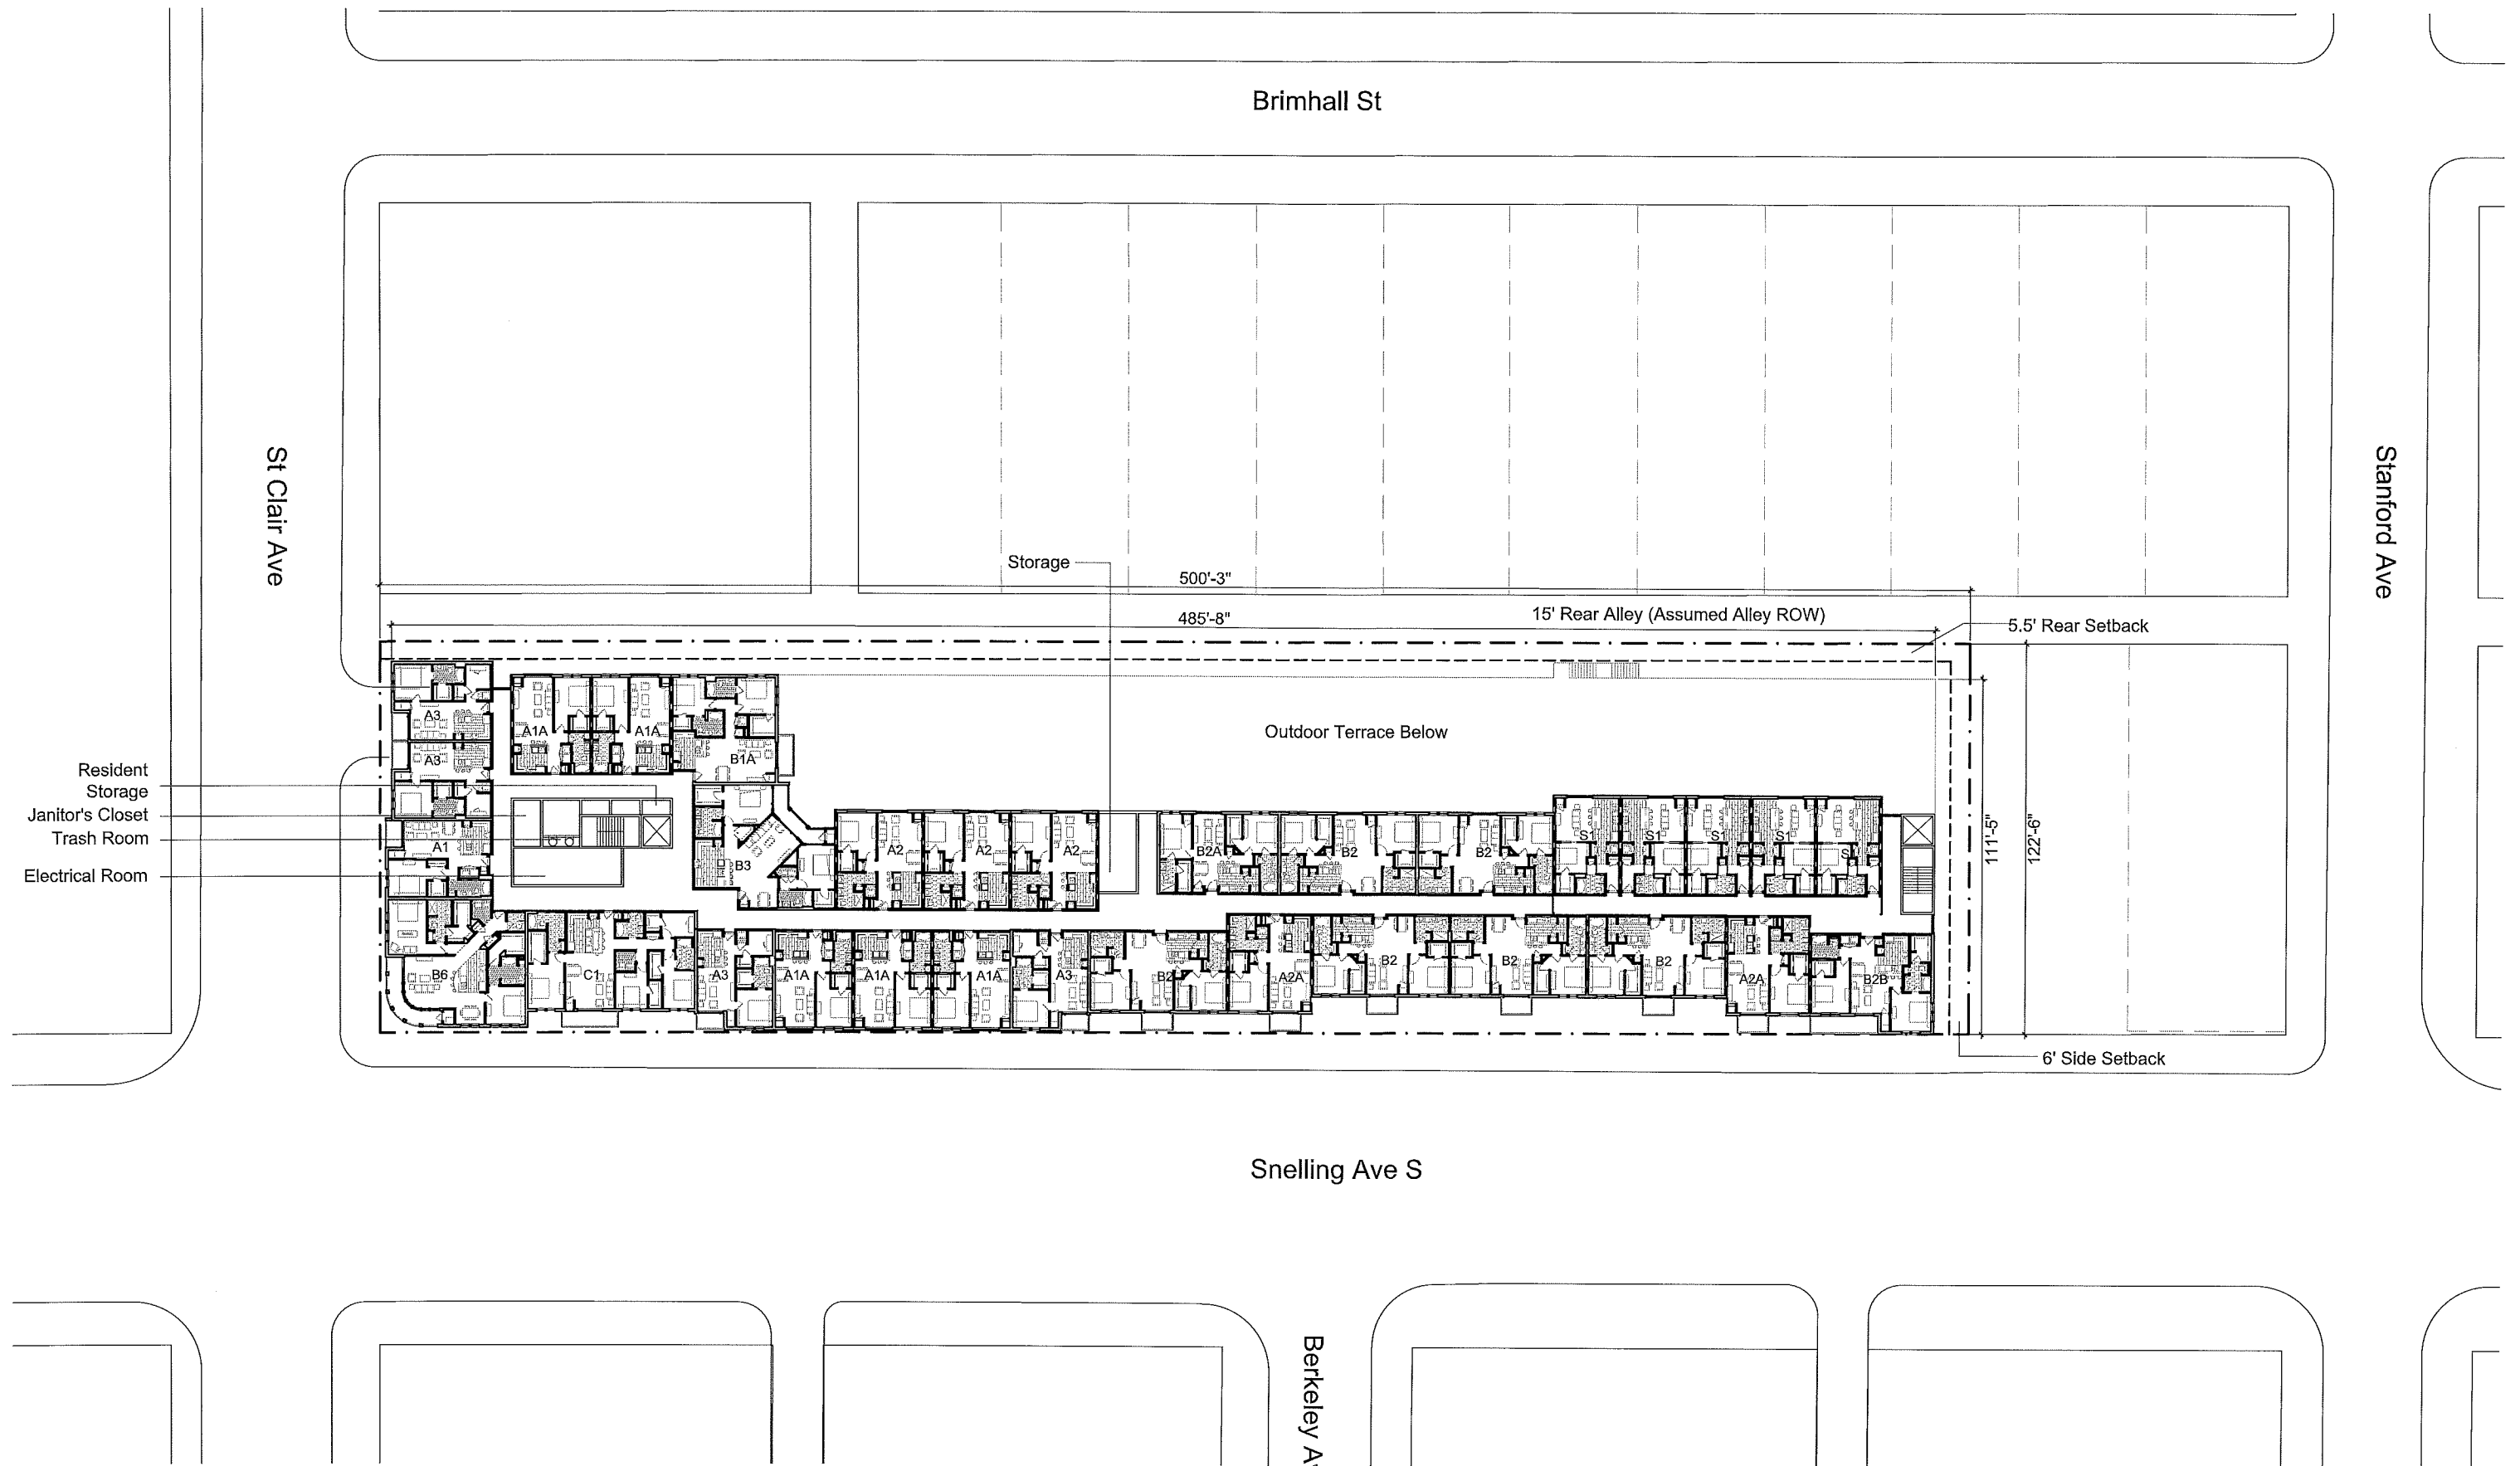 Brimhall St
St Clair Ave
Stanford Ave
Storage
500'-3"
485'-8"
15' Rear Alley (Assumed Alley ROW)
5.5' Rear Setback
Outdoor Terrace Below
A3
A1A
A1A
B1A
A3
Resident
Storage
Janitor's Closet
Trash Room
Electrical Room
A1
B3
A2
A2
A2
B2A
B2
B2
S1
S1
S1
S1
S1
111'-5"
122'-6"
B6
C1
A3
A1A
A1A
A1A
A3
B2
A2A
B2
B2
B2
A2A
B2B
6' Side Setback
Snelling Ave S
Berkeley